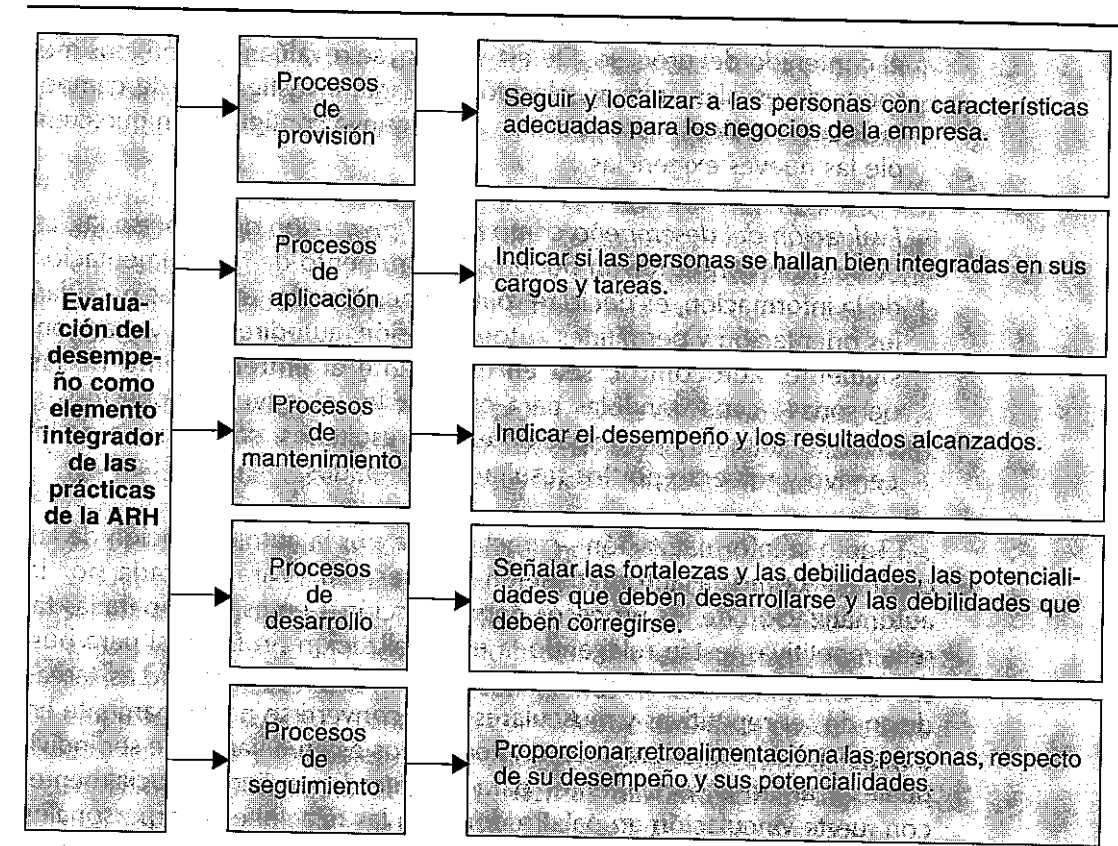 Evalua-
ción del
desempe-
ño como
elemento
integrador
de las
prácticas
de la ARH
Procesos
de
provisión
Seguir y localizar a las personas con características
adecuadas para los negocios de la empresa.
Procesos
de
aplicación
Indicar si las personas se hallan bien integradas en sus
cargos y tareas.
Procesos
de
mantenimiento
Indicar el desempeño y los resultados alcanzados.
Procesos
de
desarrollo
Señalar las fortalezas y las debilidades, las potenciali-
dades que deben desarrollarse y las debilidades que
deben corregirse.
Procesos
de
seguimiento
Proporcionar retroalimentación a las personas, respecto
de su desempeño y sus potencialidades.